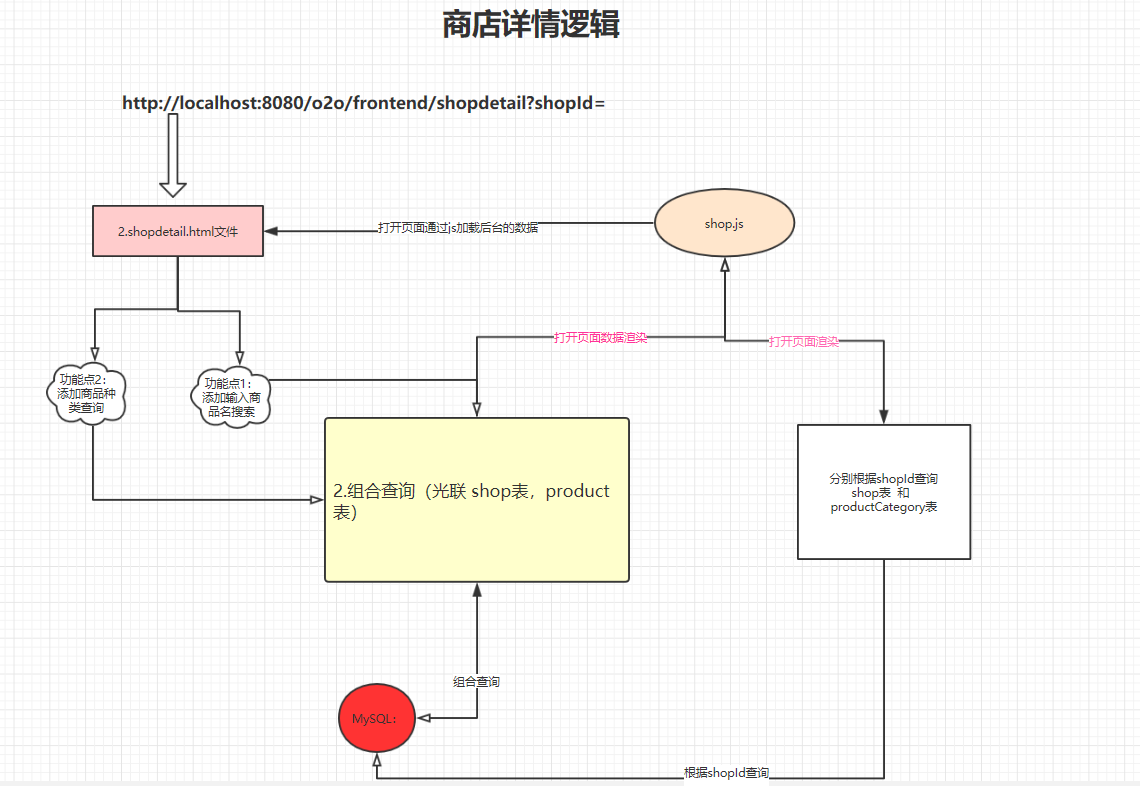 商店详情逻辑
http://localhost:8080/o2o/frontend/shopdetail?shopId=
shop.js
打开页面通过js加载后台的数据
2.shopdetail.html文件
打开页面数据渲染
打开页面渲染
功能点2：
添加商品种
类查询
功能点1：
添加输入商
品名搜索
2.组合查询（光联 shop表，product
表）
分别根据shopId查询
shop表 和
productCategory表
组合查询
MySQL:
根据shopId查询